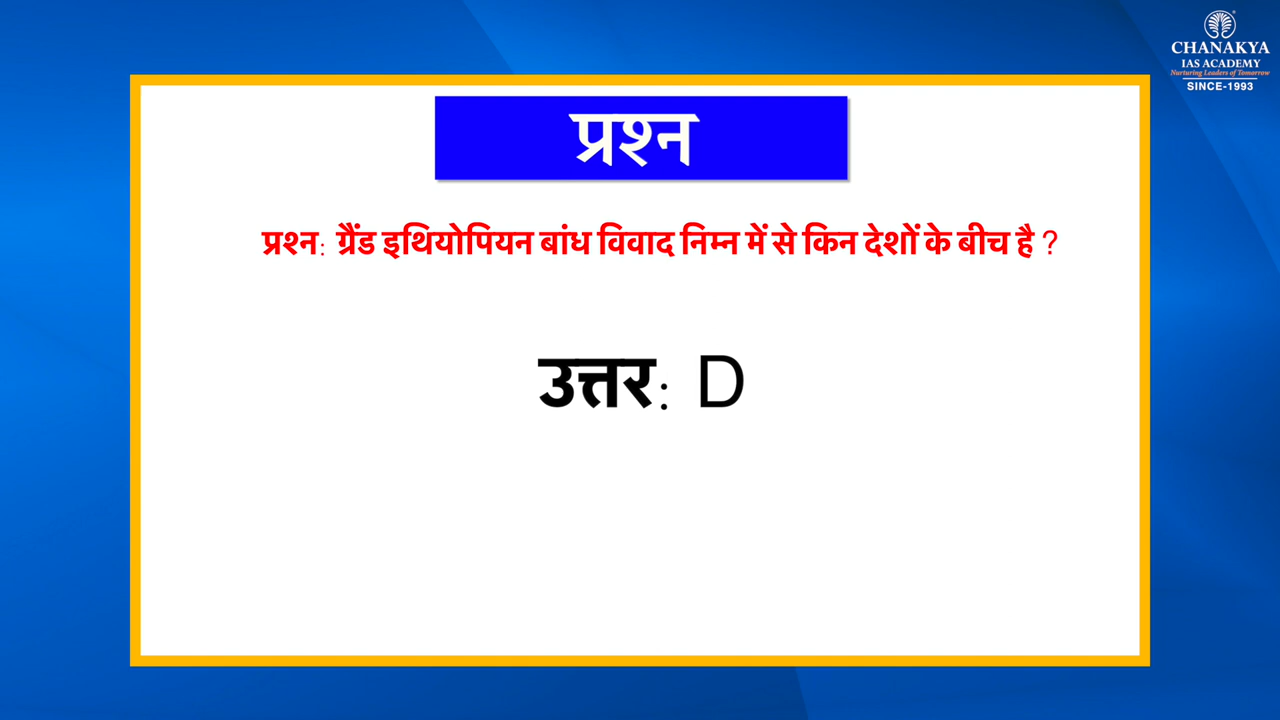 CHANAKYA
IAS ACADEMY
Nurturing Leaders of Tomorrow
SINCE-1993
प्रश्न
प्रश्न: ग्रैंड इथियोपियन बांध विवाद निम्न में से किन देशों के बीच है ?
उत्तर: D